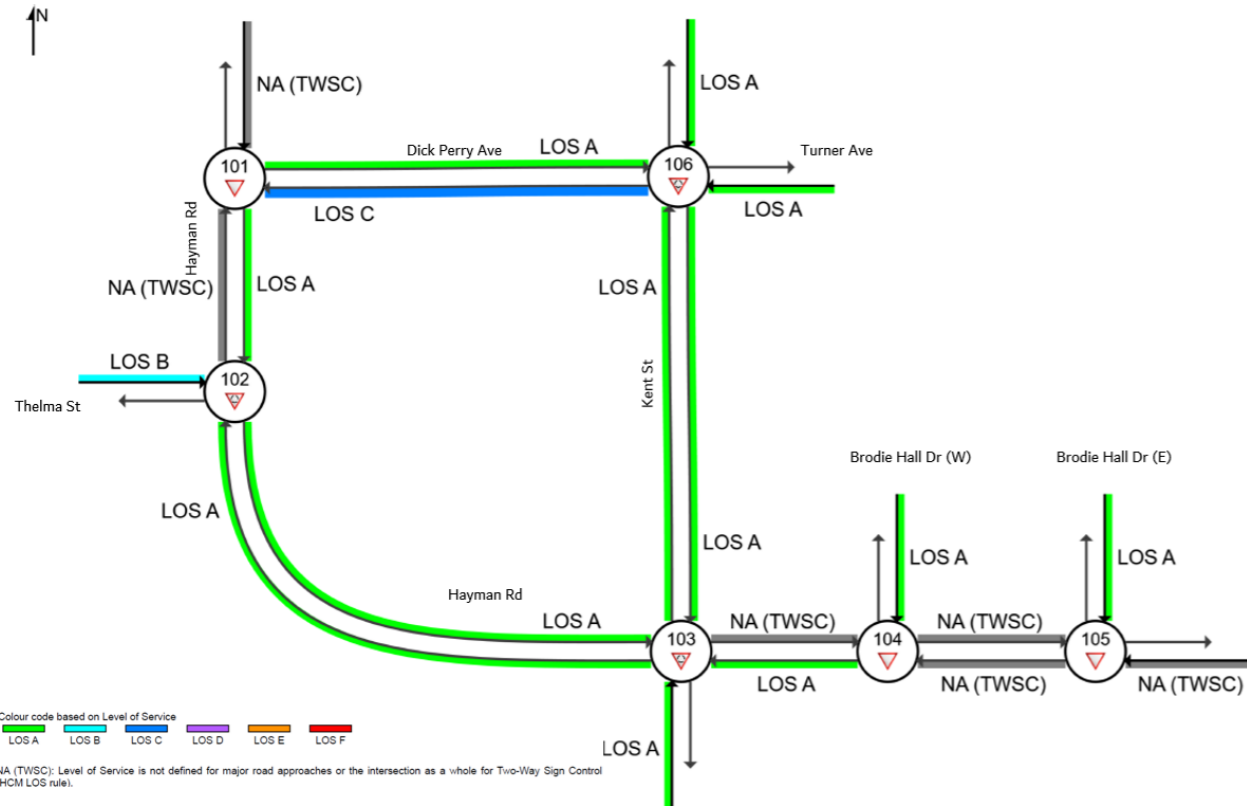 N
NA (TWSC)
LOS A
101
Dick Perry Ave
LOS A
106
Turner Ave
LOS C
LOS A
Hayman Rd
NA (TWSC)
LOS A
LOS A
LOS B
102
Thelma St
Kent St
Brodie Hall Dr (W)
Brodie Hall Dr (E)
LOS A
LOS A
LOS A
LOS A
Hayman Rd
LOS A
NA (TWSC)
NA (TWSC)
103
104
105
LOS A
NA (TWSC)
NA (TWSC)
LOS A
Colour code based on Level of Service
LOS A LOS B LOS C LOS D LOS E LOS F
NA (TWSC): Level of Service is not defined for major road approaches or the intersection as a whole for Two-Way Sign Control
HCM LOS rule).